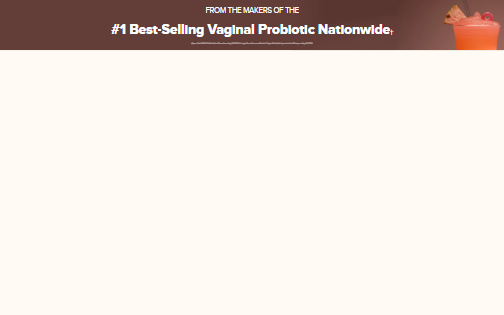 FROM THE MAKERS OF THE
#1 Best-Selling Vaginal Probiotic Nationwide†